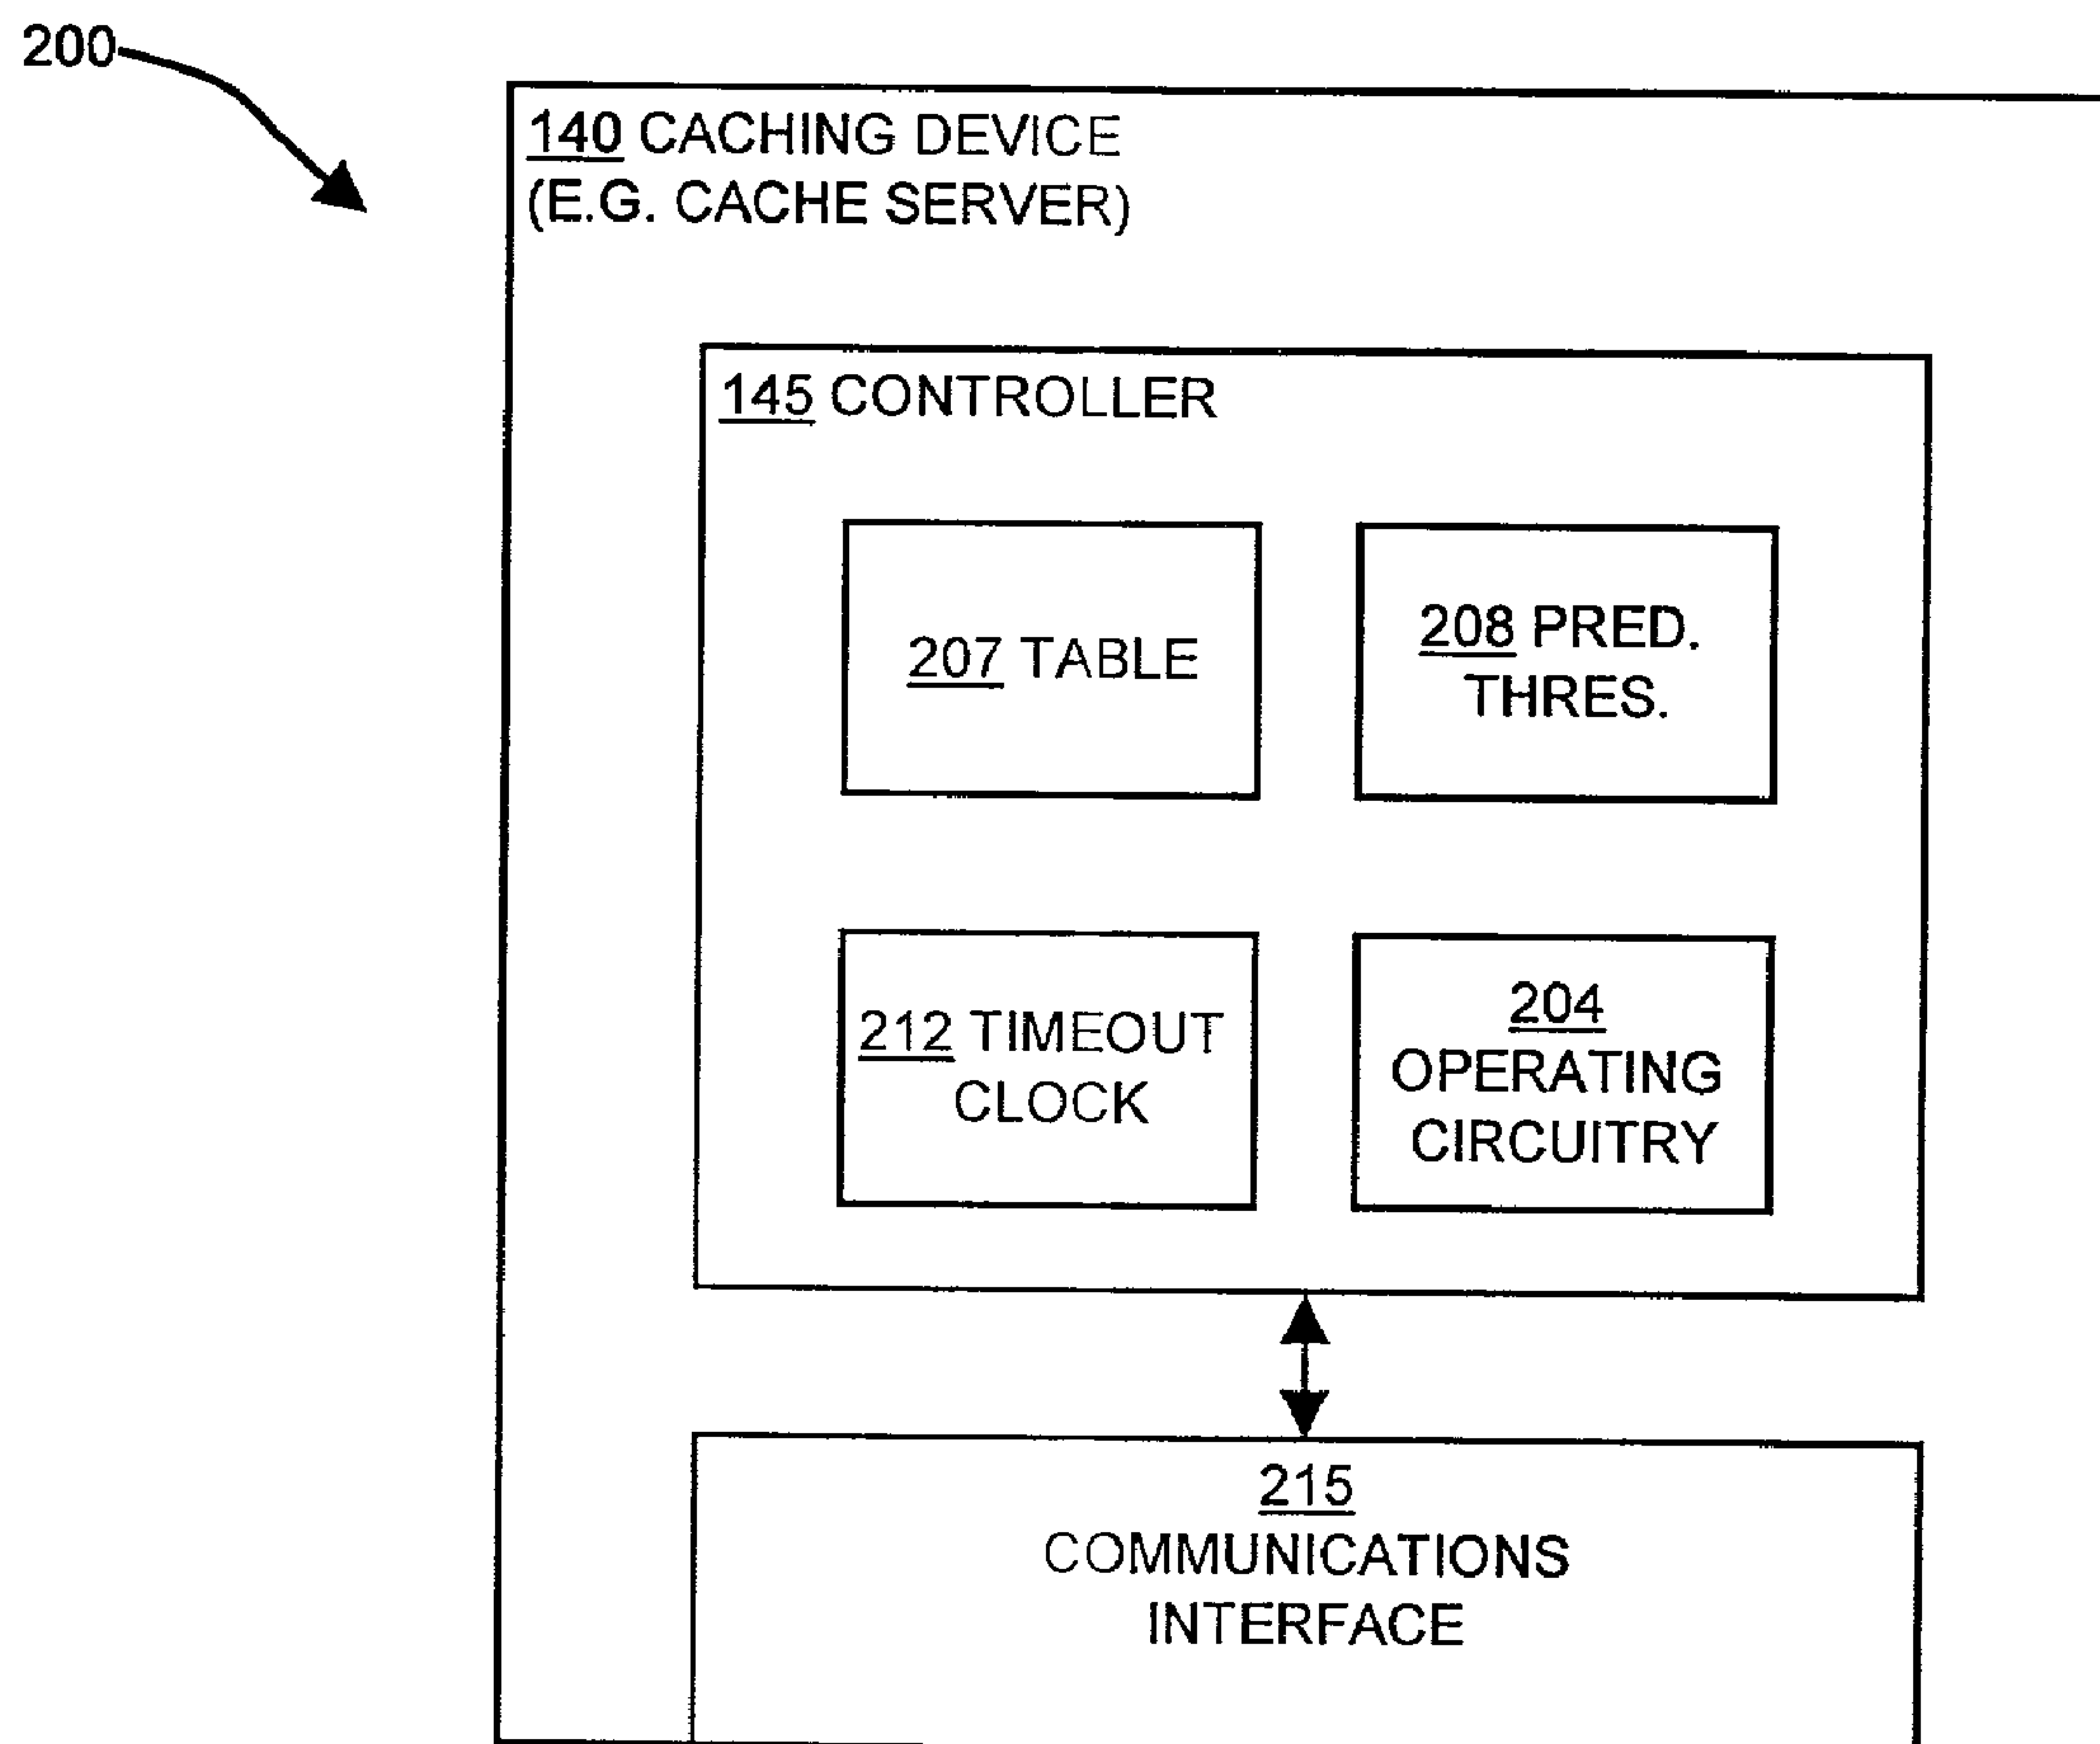 200
140 CACHING DEVICE
(E.G. CACHE SERVER)
145 CONTROLLER
207 TABLE
208 PRED.
THRES.
212 TIMEOUT
CLOCK
204
OPERATING
CIRCUITRY
215
COMMUNICATIONS
INTERFACE